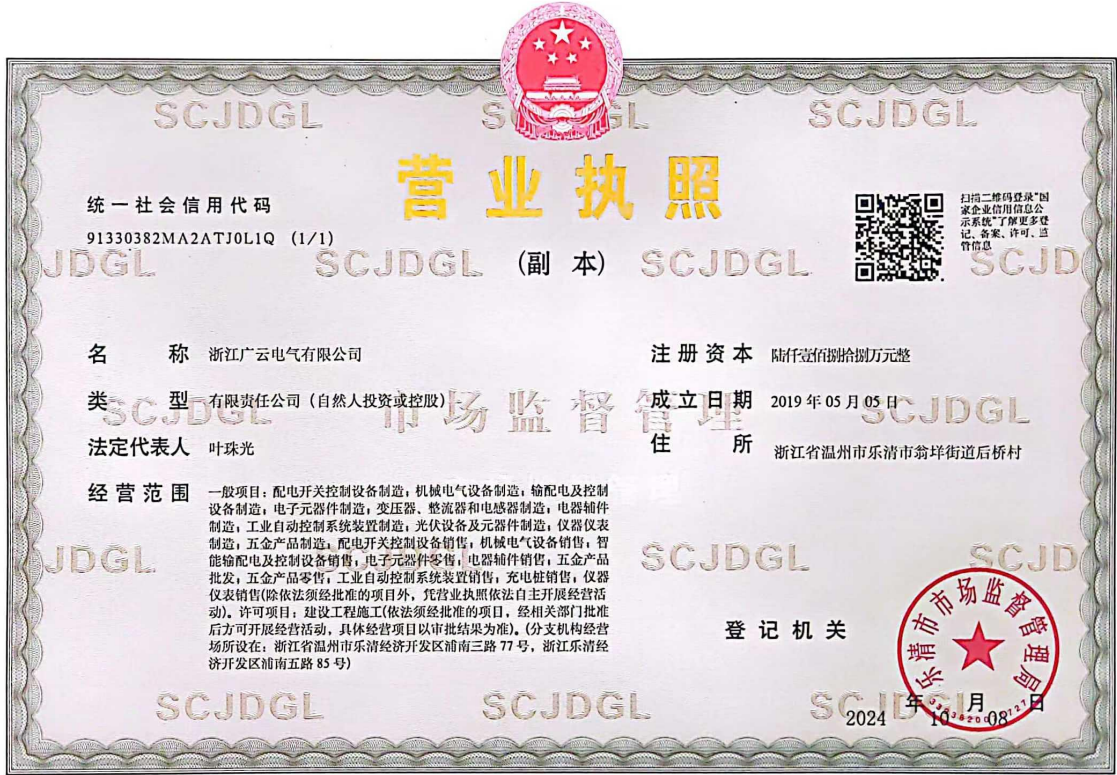 营业执照
(副 本)
统一社会信用代码
91330382MA2ATJ0L1Q (1/1)
扫描二维码登录“国
家企业信用信息公
示系统”了解更多登
记、备案、许可、监
管信息
名 称 浙江广云电气有限公司
类 型 有限责任公司（自然人投资或控股）
法定代表人 叶珠光
经营范围 一般项目：配电开关控制设备制造；机械电气设备制造；输配电及控制
设备制造；电子元器件制造；变压器、整流器和电感器制造；电器辅件
制造；工业自动控制系统装置制造；光伏设备及元器件制造；仪器仪表
制造；五金产品制造；配电开关控制设备销售；机械电气设备销售；智
能输配电及控制设备销售；电子元器件零售；电器辅件销售；五金产品
批发；五金产品零售；工业自动控制系统装置销售；充电桩销售；仪器
仪表销售(除依法须经批准的项目外，凭营业执照依法自主开展经营活
动)。许可项目：建设工程施工(依法须经批准的项目，经相关部门批准
后方可开展经营活动，具体经营项目以审批结果为准)。(分支机构经营
场所设在：浙江省温州市乐清经济开发区浦南三路 77 号，浙江乐清经
济开发区浦南五路 85 号)
注册资本 陆仟壹佰捌拾捌万元整
成立日期 2019 年 05 月 05 日
住 所 浙江省温州市乐清市翁垟街道后桥村
登记机关
乐清市市场监督管理局
2024 年 10 月 08 日
SCJDGL
市场监督管理